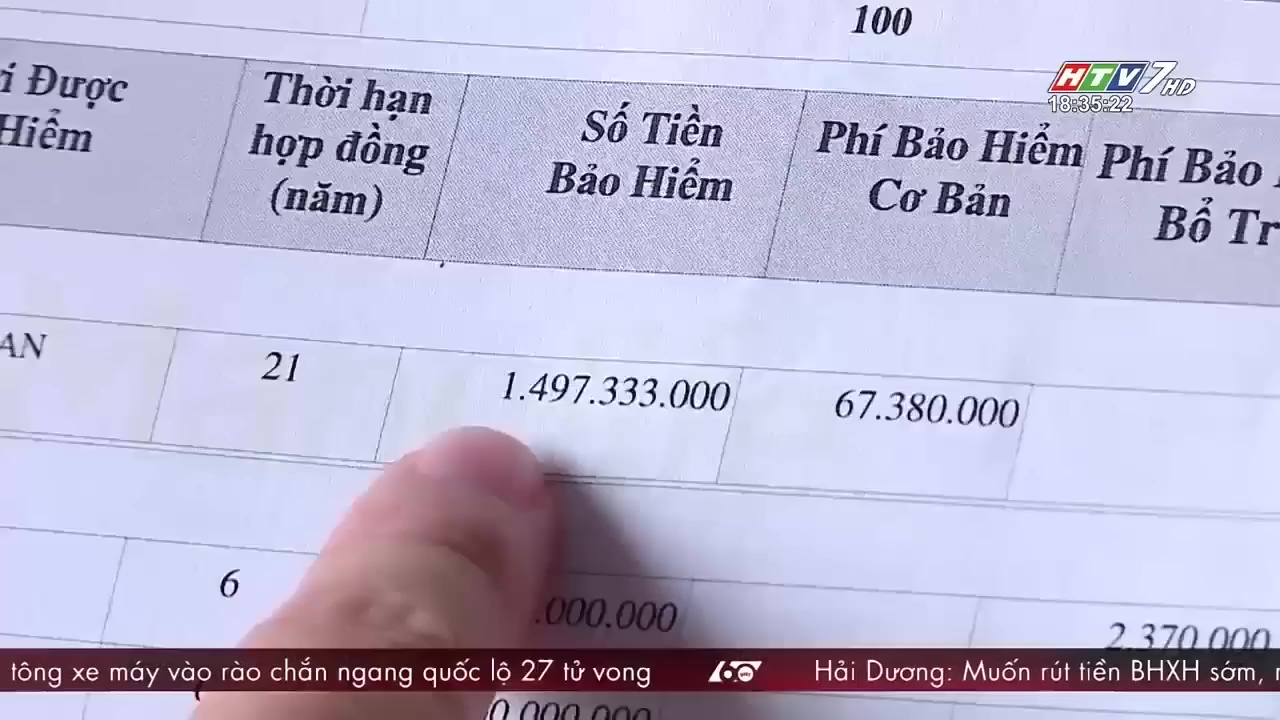 100
HTV7 HD
18:35:22
Được
Hiểm
Thời hạn
hợp đồng
(năm)
Số Tiền
Bảo Hiểm
Phí Bảo Hiểm
Cơ Bản
Phí Bảo
Bổ
21
1.497.333.000
67.380.000
6
.000.000
2.370.000
0.000.000
tông xe máy vào rào chắn ngang quốc lộ 27 tử vong
60
Hải Dương: Muốn rút tiền BHXH sớm,